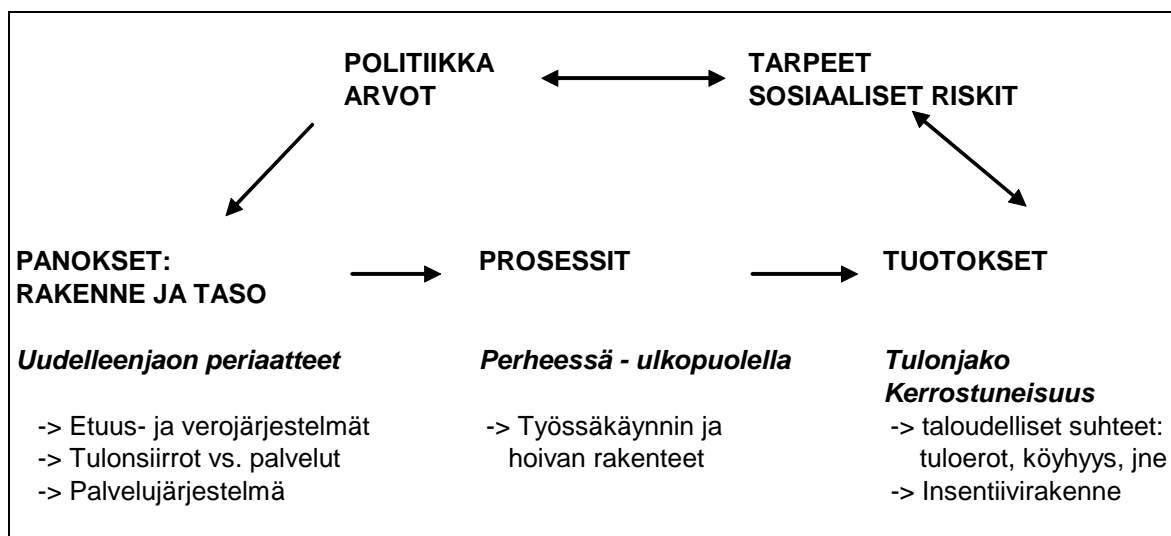 POLITIIKKA
ARVOT
TARPEET
SOSIAALISET RISKIT
PANOKSET:
RAKENNE JA TASO
PROSESSIT
TUOTOKSET
Uudelleenjaon periaatteet
-> Etuus- ja verojärjestelmät
-> Tulonsiirrot vs. palvelut
-> Palvelujärjestelmä
Perheessä - ulkopuolella
-> Työssäkäynnin ja
hoivan rakenteet
Tulonjako
Kerrostuneisuus
-> taloudelliset suhteet:
tuloerot, köyhyys, jne
-> Insentiivirakenne